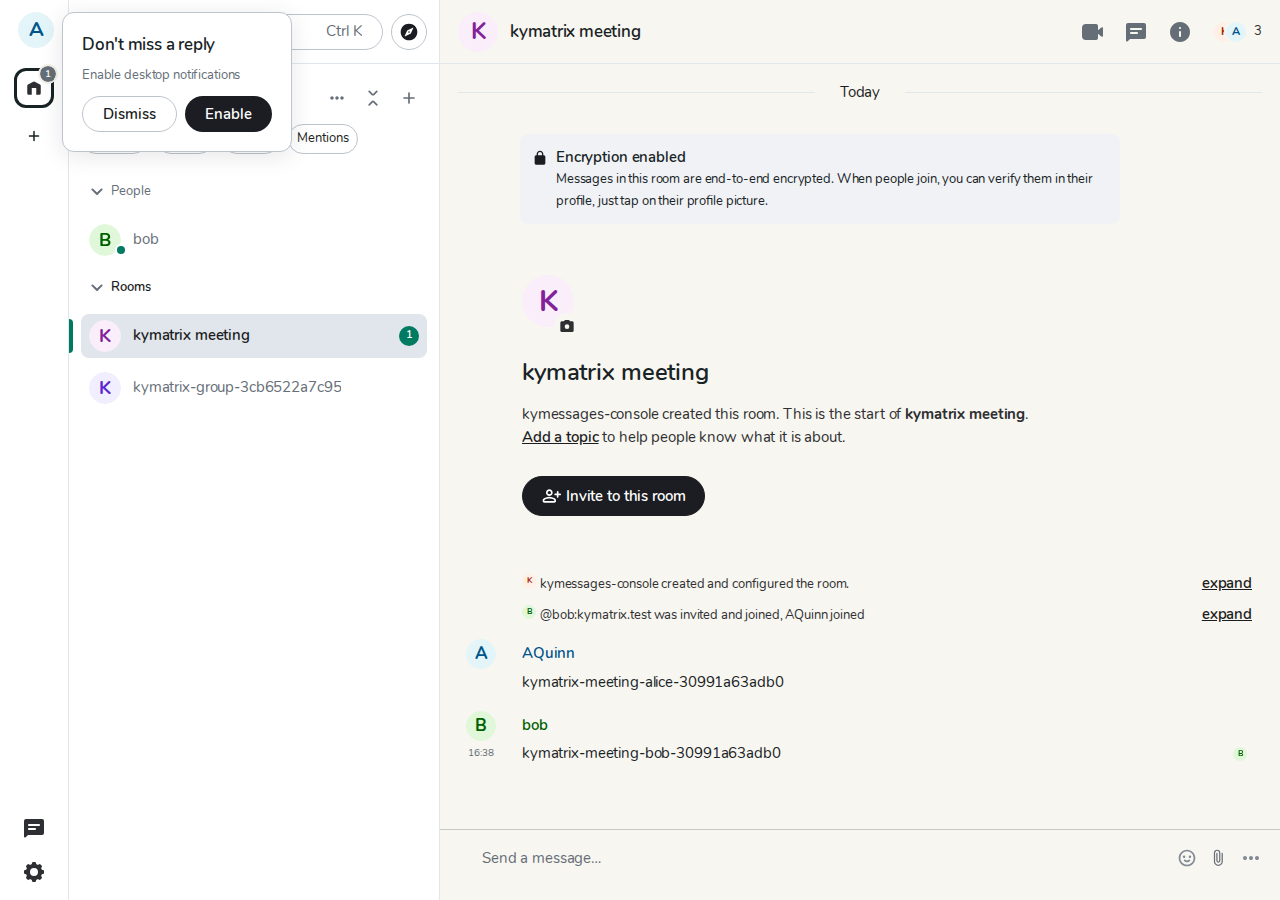 A
Don't miss a reply
Enable desktop notifications
Dismiss
Enable
Ctrl K
1
Mentions
People
B
bob
Rooms
K
kymatrix meeting
1
K
kymatrix-group-3cb6522a7c95
K
kymatrix meeting
K A 3
Today
Encryption enabled
Messages in this room are end-to-end encrypted. When people join, you can verify them in their
profile, just tap on their profile picture.
K
kymatrix meeting
kymessages-console created this room. This is the start of kymatrix meeting.
Add a topic to help people know what it is about.
Invite to this room
K kymessages-console created and configured the room. expand
B @bob:kymatrix.test was invited and joined, AQuinn joined expand
A AQuinn
kymatrix-meeting-alice-30991a63adb0
B bob
16:38 kymatrix-meeting-bob-30991a63adb0 B
Send a message…